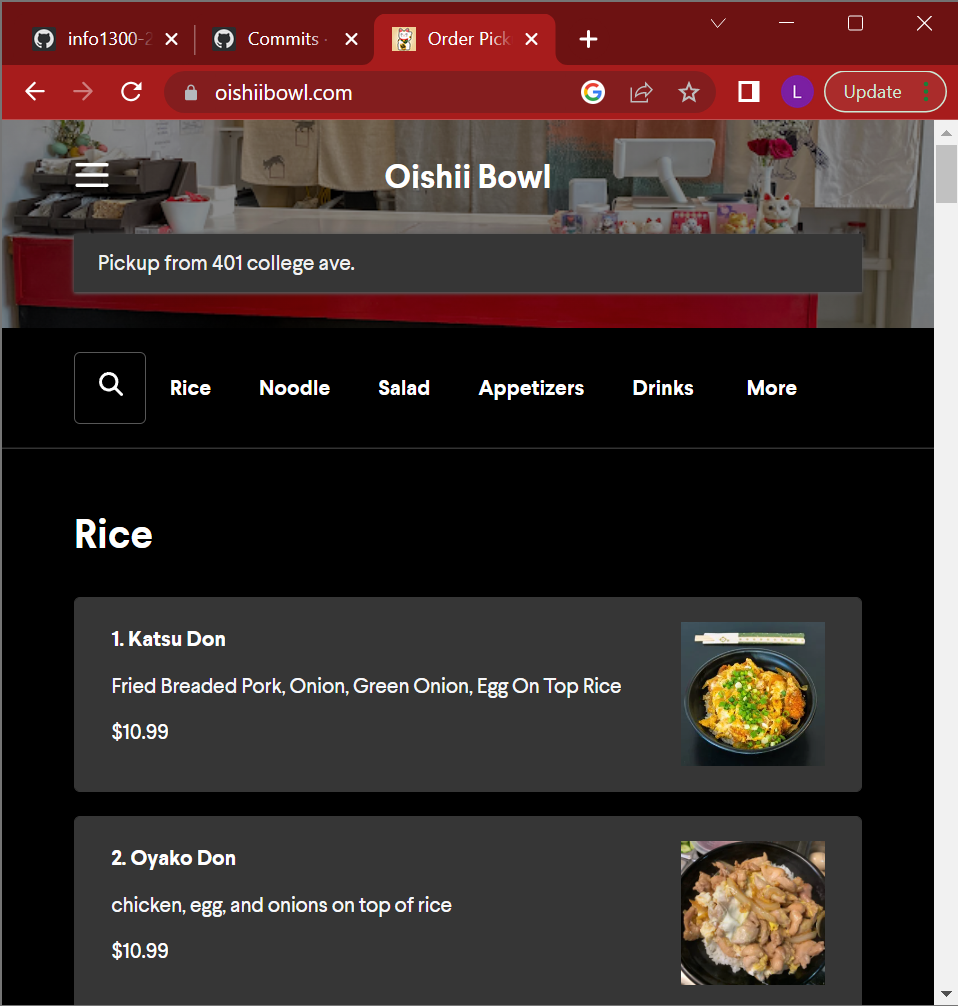 info1300-2
Commits ·
Order Pick
oishiibowl.com
L
Update
Oishii Bowl
Pickup from 401 college ave.
Rice Noodle Salad Appetizers Drinks More
Rice
1. Katsu Don
Fried Breaded Pork, Onion, Green Onion, Egg On Top Rice
$10.99
2. Oyako Don
chicken, egg, and onions on top of rice
$10.99